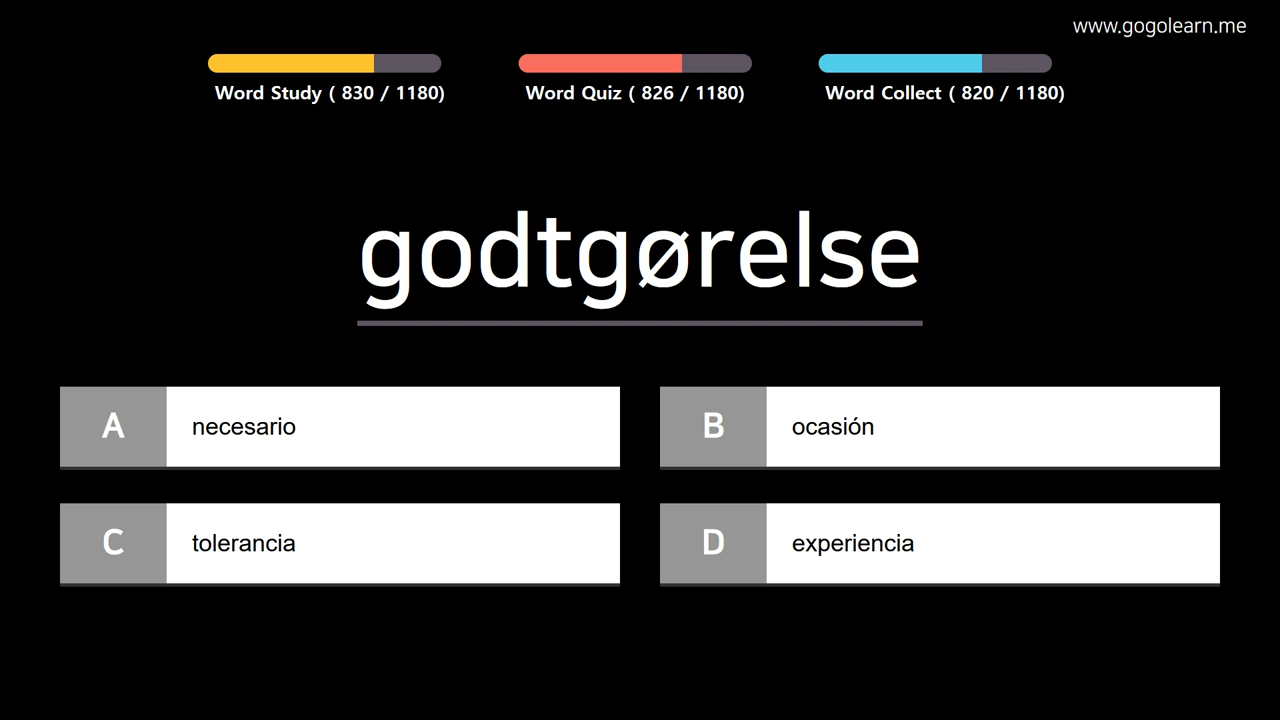 www.gogolearn.me
Word Study ( 830 / 1180)
Word Quiz ( 826 / 1180)
Word Collect ( 820 / 1180)
godtgørelse
A necesario
B ocasión
C tolerancia
D experiencia